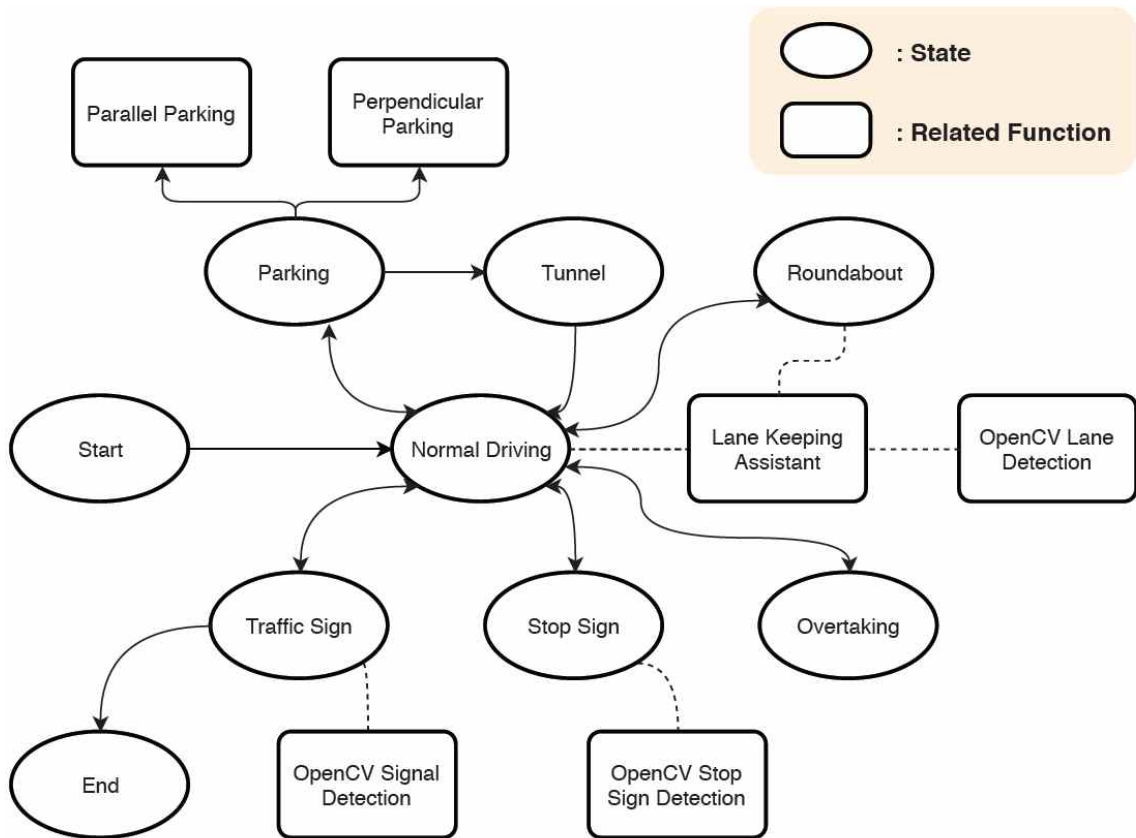 : State
: Related Function
Parallel Parking
Perpendicular
Parking
Parking
Tunnel
Roundabout
Start
Normal Driving
Lane Keeping
Assistant
OpenCV Lane
Detection
Traffic Sign
Stop Sign
Overtaking
End
OpenCV Signal
Detection
OpenCV Stop
Sign Detection